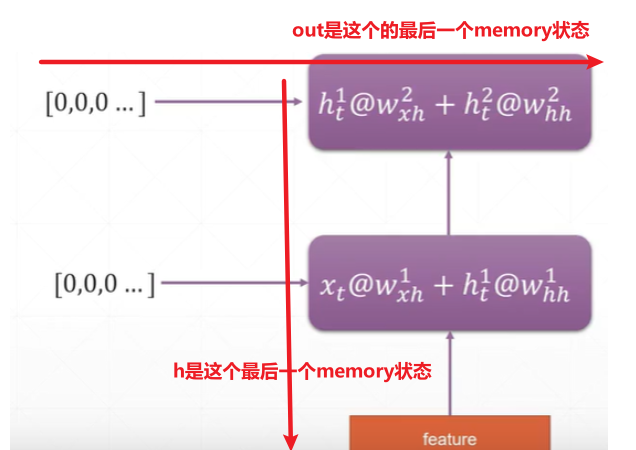 out是这个的最后一个memory状态
[0,0,0 ...]
$h_t^1@w_{xh}^2 + h_t^2@w_{hh}^2$
[0,0,0 ...]
$x_t@w_{xh}^1 + h_t^1@w_{hh}^1$
h是这个最后一个memory状态
feature